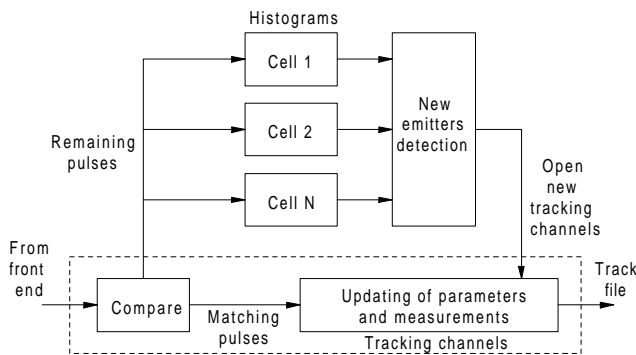 Histograms
Cell 1
Cell 2
Cell N
New
emitters
detection
Remaining
pulses
Open
new
tracking
channels
From
front
end
Compare
Matching
pulses
Updating of parameters
and measurements
Tracking channels
Track
file